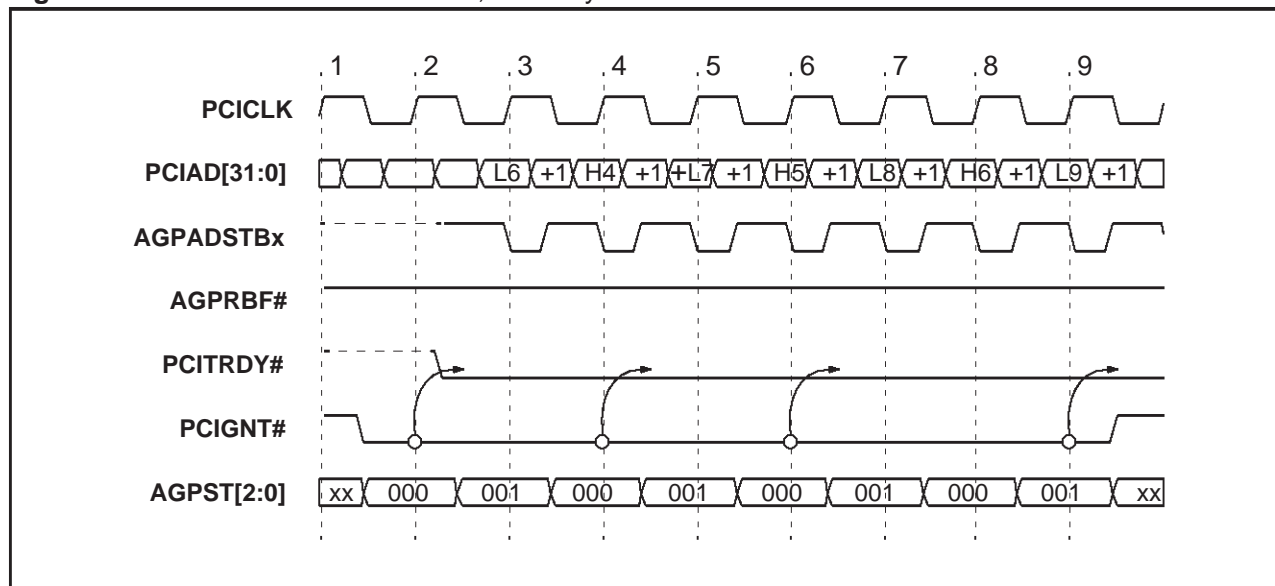 1 2 3 4 5 6 7 8 9
PCICLK
PCIAD[31:0] L6 +1 H4 +1 +L7 +1 H5 +1 L8 +1 H6 +1 L9 +1
AGPADSTBx
AGPRBF#
PCITRDY#
PCIGNT#
AGPST[2:0] xx 000 001 000 001 000 001 000 001 xx